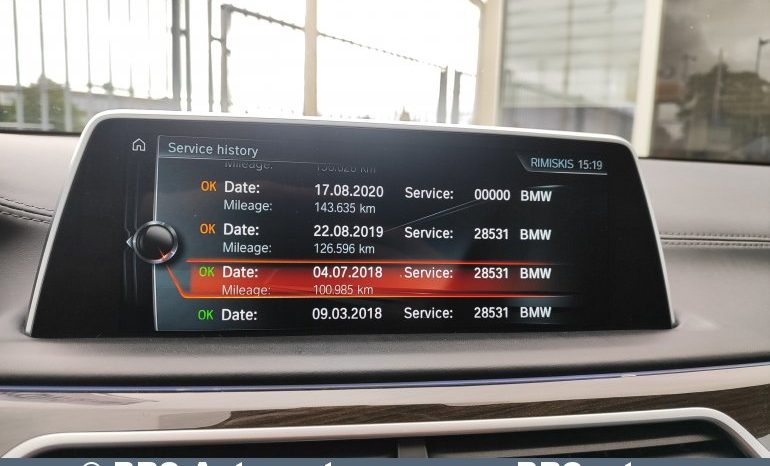 Service history
RIMISKIS 15:19
Mileage: km
OK Date: 17.08.2020 Service: 00000 BMW
Mileage: 143.635 km
OK Date: 22.08.2019 Service: 28531 BMW
Mileage: 126.596 km
OK Date: 04.07.2018 Service: 28531 BMW
Mileage: 100.985 km
OK Date: 09.03.2018 Service: 28531 BMW